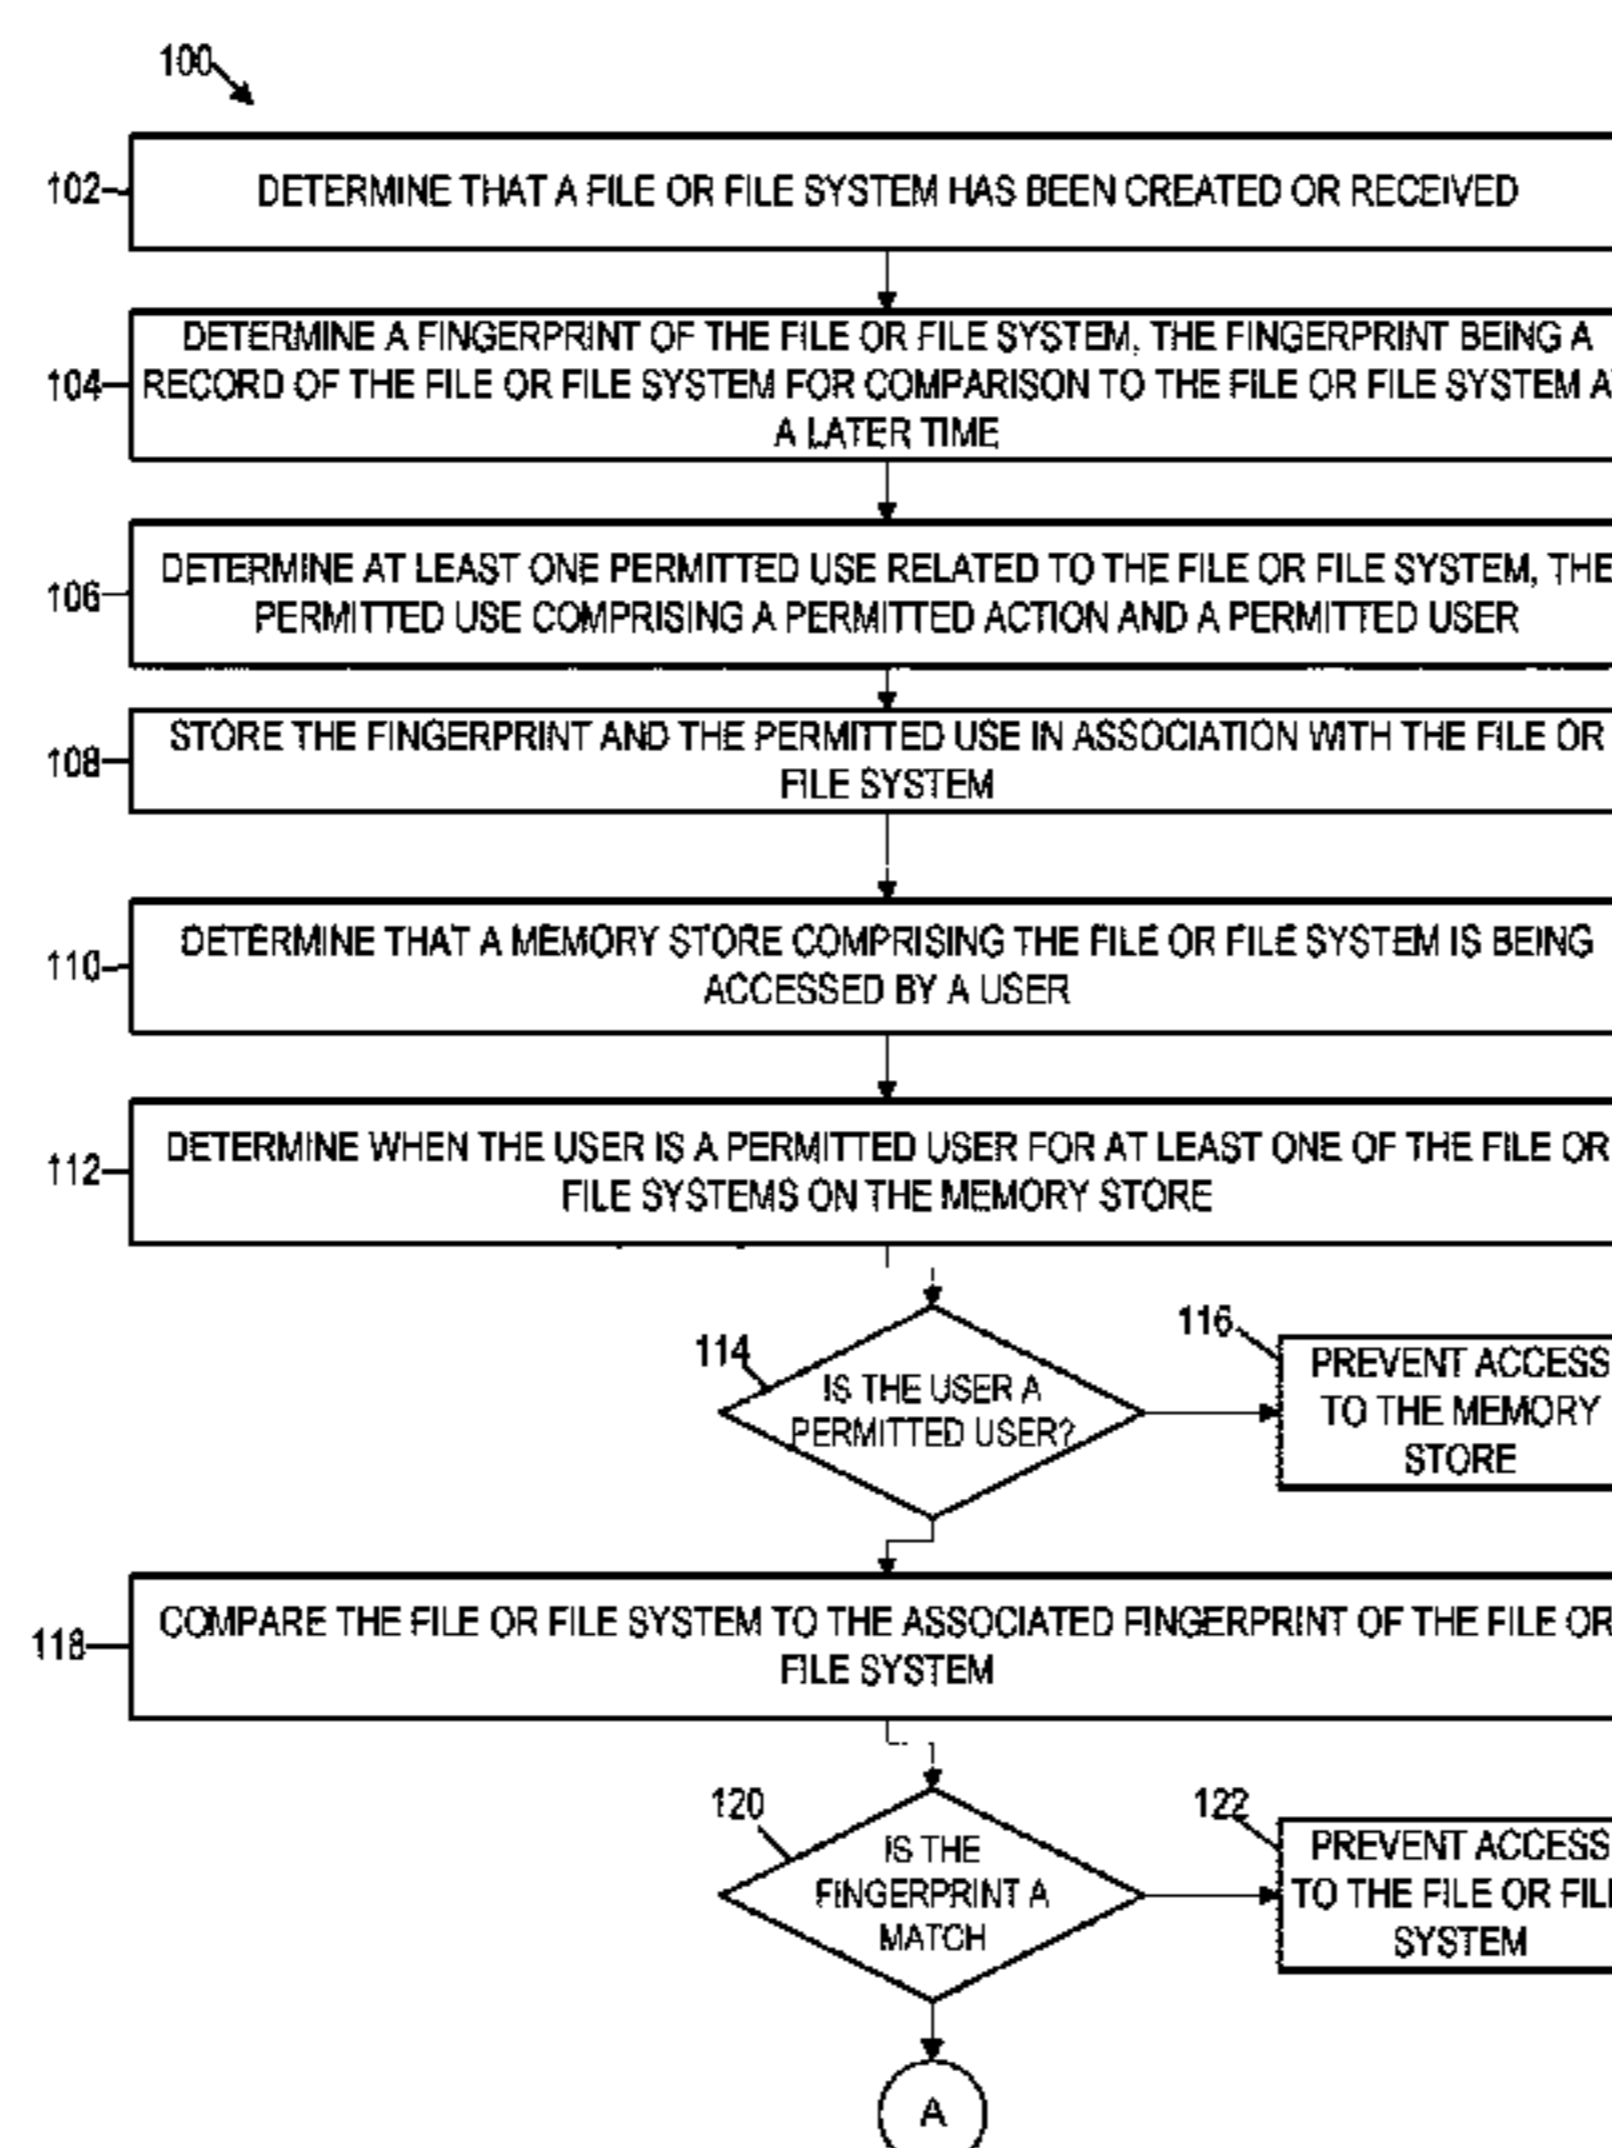 100
102
DETERMINE THAT A FILE OR FILE SYSTEM HAS BEEN CREATED OR RECEIVED
DETERMINE A FINGERPRINT OF THE FILE OR FILE SYSTEM, THE FINGERPRINT BEING A
104
RECORD OF THE FILE OR FILE SYSTEM FOR COMPARISON TO THE FILE OR FILE SYSTEM
A LATER TIME
106
DETERMINE AT LEAST ONE PERMITTED USE RELATED TO THE FILE OR FILE SYSTEM, THE
PERMITTED USE COMPRISING A PERMITTED ACTION AND A PERMITTED USER
108
STORE THE FINGERPRINT AND THE PERMITTED USE IN ASSOCIATION WITH THE FILE OR
FILE SYSTEM
110
DETERMINE THAT A MEMORY STORE COMPRISING THE FILE OR FILE SYSTEM IS BEING
ACCESSED BY A USER
112
DETERMINE WHEN THE USER IS A PERMITTED USER FOR AT LEAST ONE OF THE FILE OR
FILE SYSTEMS ON THE MEMORY STORE
114
IS THE USER A
PERMITTED USER?
116
PREVENT ACCESS
TO THE MEMORY
STORE
118
COMPARE THE FILE OR FILE SYSTEM TO THE ASSOCIATED FINGERPRINT OF THE FILE OR
FILE SYSTEM
120
IS THE
FINGERPRINT A
MATCH
122
PREVENT ACCESS
TO THE FILE OR FILE
SYSTEM
A